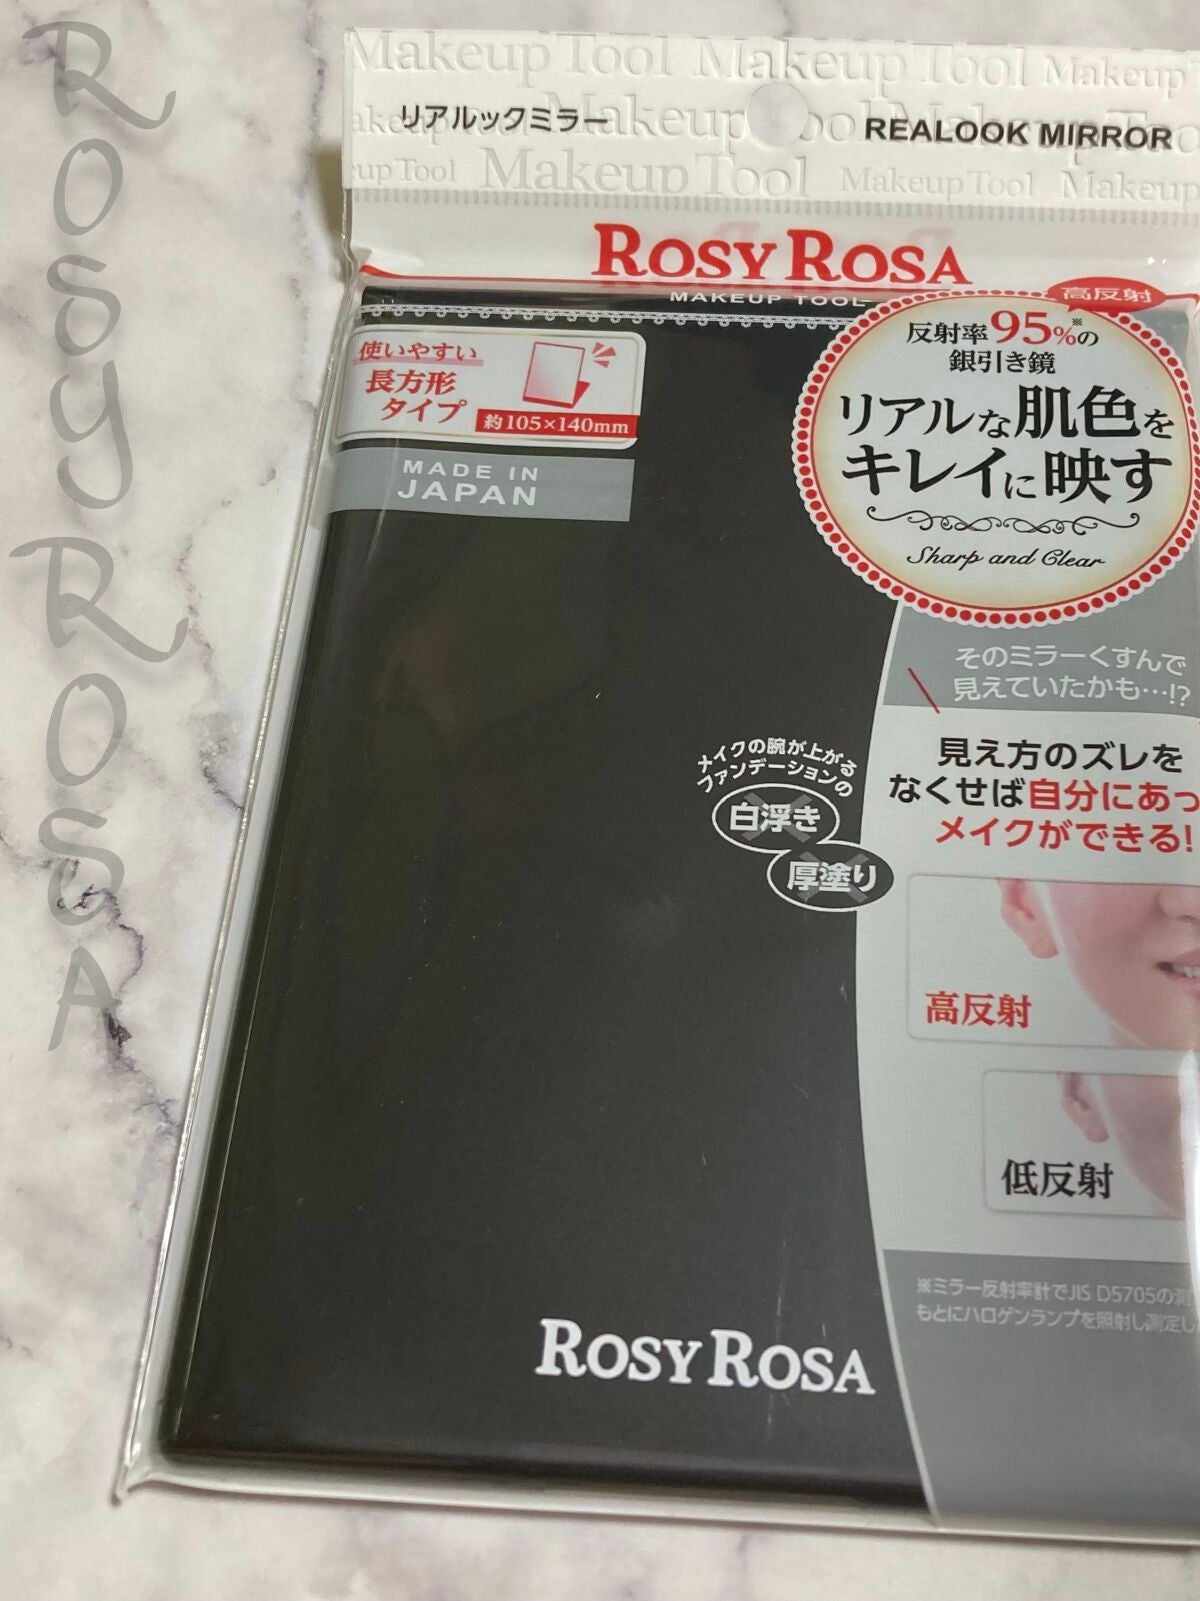 Rosy Rosa
Makeup Tool Makeup Tool Makeup
リアルックミラー
REALOOK MIRROR
Makeup Tool Makeup Tool Makeup
ROSY ROSA
MAKEUP TOOL
高反射
反射率95%※の
銀引き鏡
リアルな肌色を
キレイに映す
Sharp and Clear
使いやすい
長方形
タイプ
約105×140mm
MADE IN
JAPAN
そのミラーくすんで
見えていたかも…!?
見え方のズレを
なくせば自分にあっ
メイクができる!
メイクの腕が上がる
ファンデーションの
白浮き
厚塗り
高反射
低反射
※ミラー反射率計でJIS D5705の測
もとにハロゲンランプを照射し測定し
ROSY ROSA